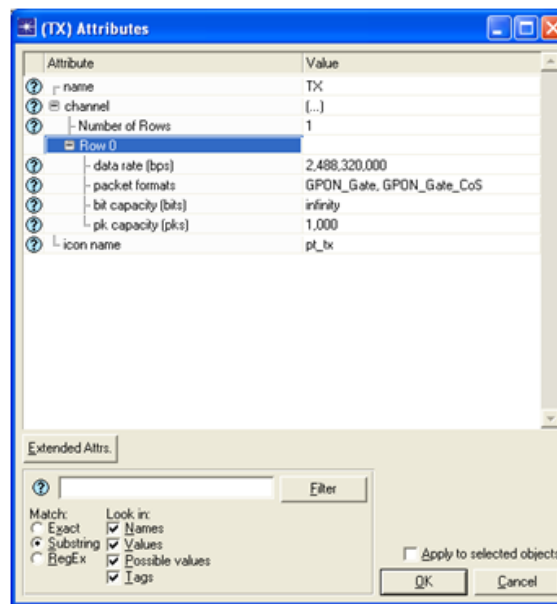 (TX) Attributes
Attribute Value
name TX
channel (...)
Number of Rows 1
Row 0
data rate (bps) 2,488,320,000
packet formats GPON_Gate, GPON_Gate_CoS
bit capacity (bits) infinity
pk capacity (pks) 1,000
icon name pt_tx
Extended Attrs.
Filter
Match: Look in:
Exact Names
Substring Values
RegEx Possible values
Tags
Apply to selected objects
OK Cancel